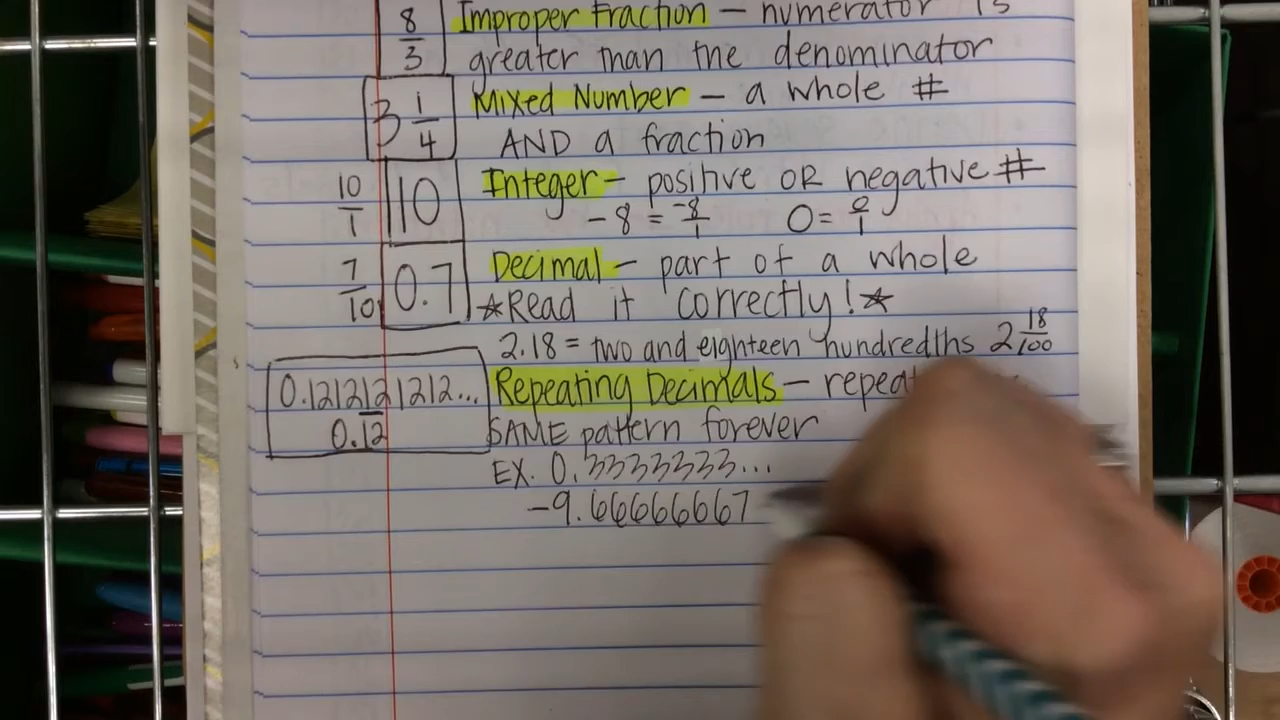 8/3 Improper Fraction – numerator is
greater than the denominator
3 1/4 Mixed Number – a whole #
AND a fraction
10/1 10 Integer – positive OR negative #
-8 = -8/1 0 = 0/1
7/10 0.7 Decimal – part of a whole
★Read it correctly!★
2.18 = two and eighteen hundredths 2 18/100
0.1212121212... Repeating Decimals –
0.12 SAME pattern forever
EX. 0.3333333...
-9.66666667